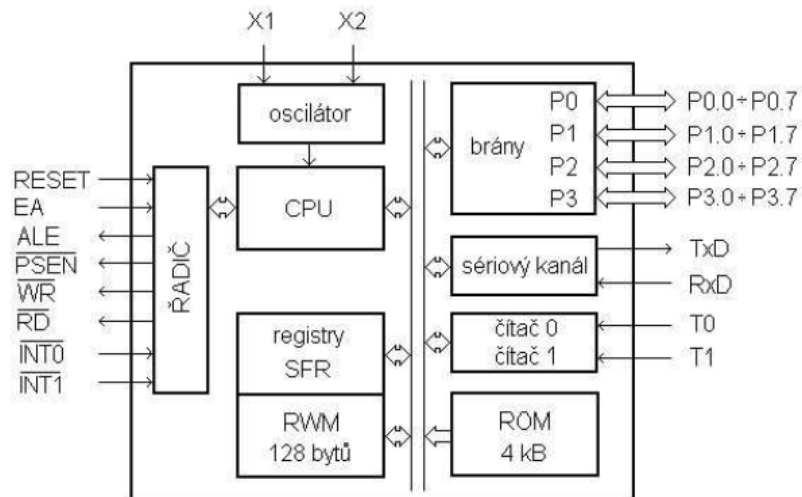 X1 X2
oscilátor
CPU
ŘADIČ
RESET
EA
ALE
PSEN
WR
RD
INT0
INT1
registry
SFR
RWM
128 bytů
brány
P0 P0.0÷P0.7
P1 P1.0÷P1.7
P2 P2.0÷P2.7
P3 P3.0÷P3.7
sériový kanál
TxD
RxD
čítač 0
čítač 1
T0
T1
ROM
4 kB